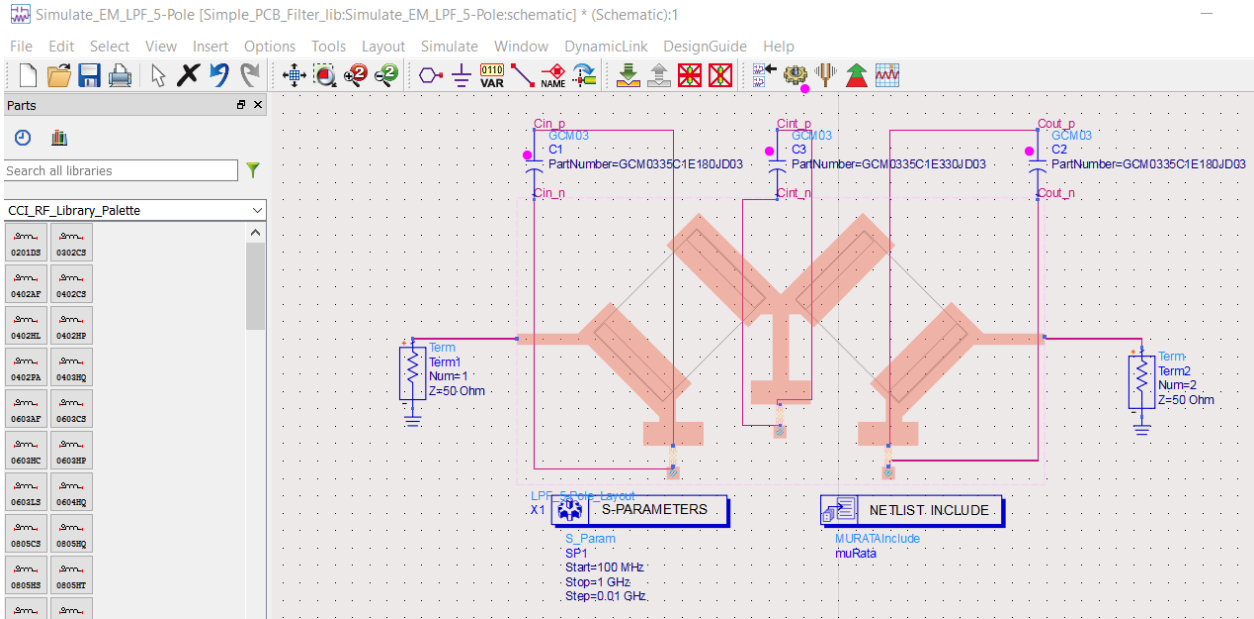 Simulate_EM_LPF_5-Pole [Simple_PCB_Filter_lib:Simulate_EM_LPF_5-Pole:schematic] * (Schematic):1
File Edit Select View Insert Options Tools Layout Simulate Window DynamicLink DesignGuide Help
+2 -2 0110 VAR NAME
Parts
Search all libraries
CCI_RF_Library_Palette
0201DS 0302CS
0402AF 0402CS
0402HL 0402HP
0402PA 0403HQ
0603AF 0603CS
0603HC 0603HP
0603LS 0604HQ
0805CS 0805HQ
0805HS 0805HT
Cin_p
GCM03
C1
PartNumber=GCM0335C1E180JD03
Cin_n
Cint_p
GCM03
C3
PartNumber=GCM0335C1E330JD03
Cint_n
Cout_p
GCM03
C2
PartNumber=GCM0335C1E180JD03
Cout_n
Term
Term1
Num=1
Z=50 Ohm
Term
Term2
Num=2
Z=50 Ohm
LPF_5-Pole_Layout
X1
S-PARAMETERS
S_Param
SP1
Start=100 MHz
Stop=1 GHz
Step=0.01 GHz
NETLIST INCLUDE
MURATAInclude
muRata